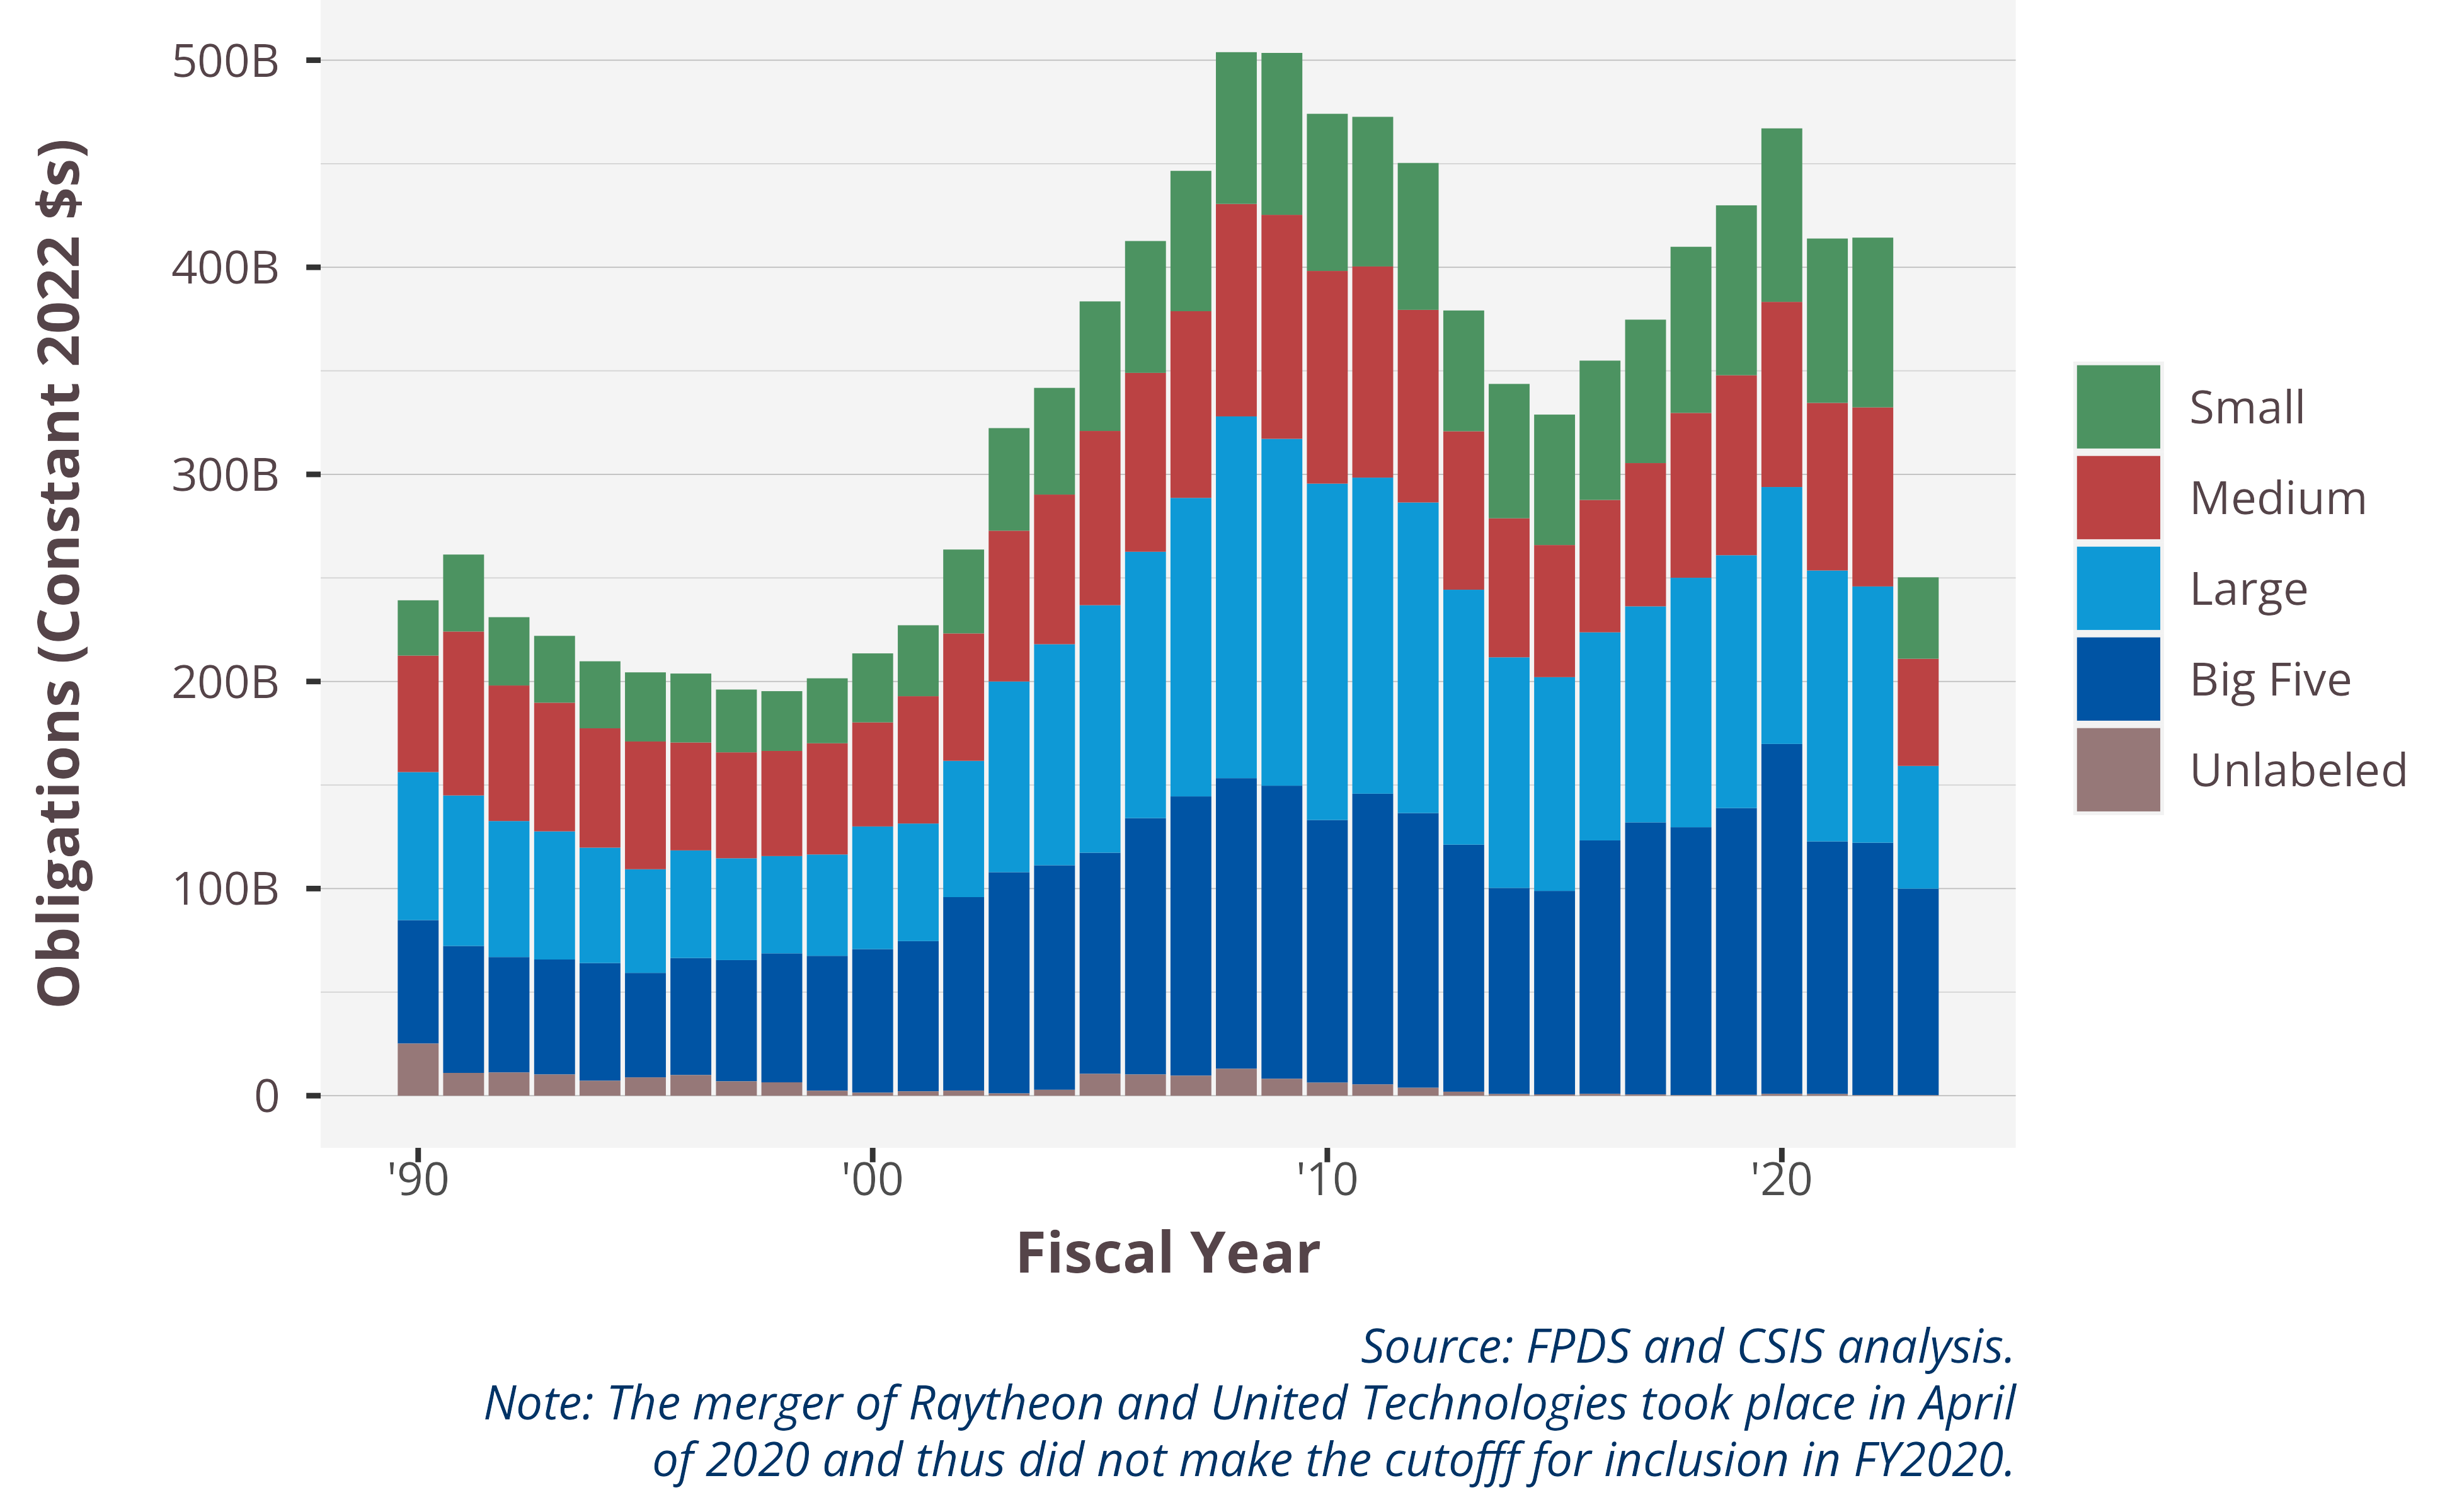 Obligations (Constant 2022 $s)
500B
400B
300B
200B
100B
0
'90
'00
'10
'20
Fiscal Year
Small
Medium
Large
Big Five
Unlabeled
Source: FPDS and CSIS analysis.
Note: The merger of Raytheon and United Technologies took place in April
of 2020 and thus did not make the cutofff for inclusion in FY2020.